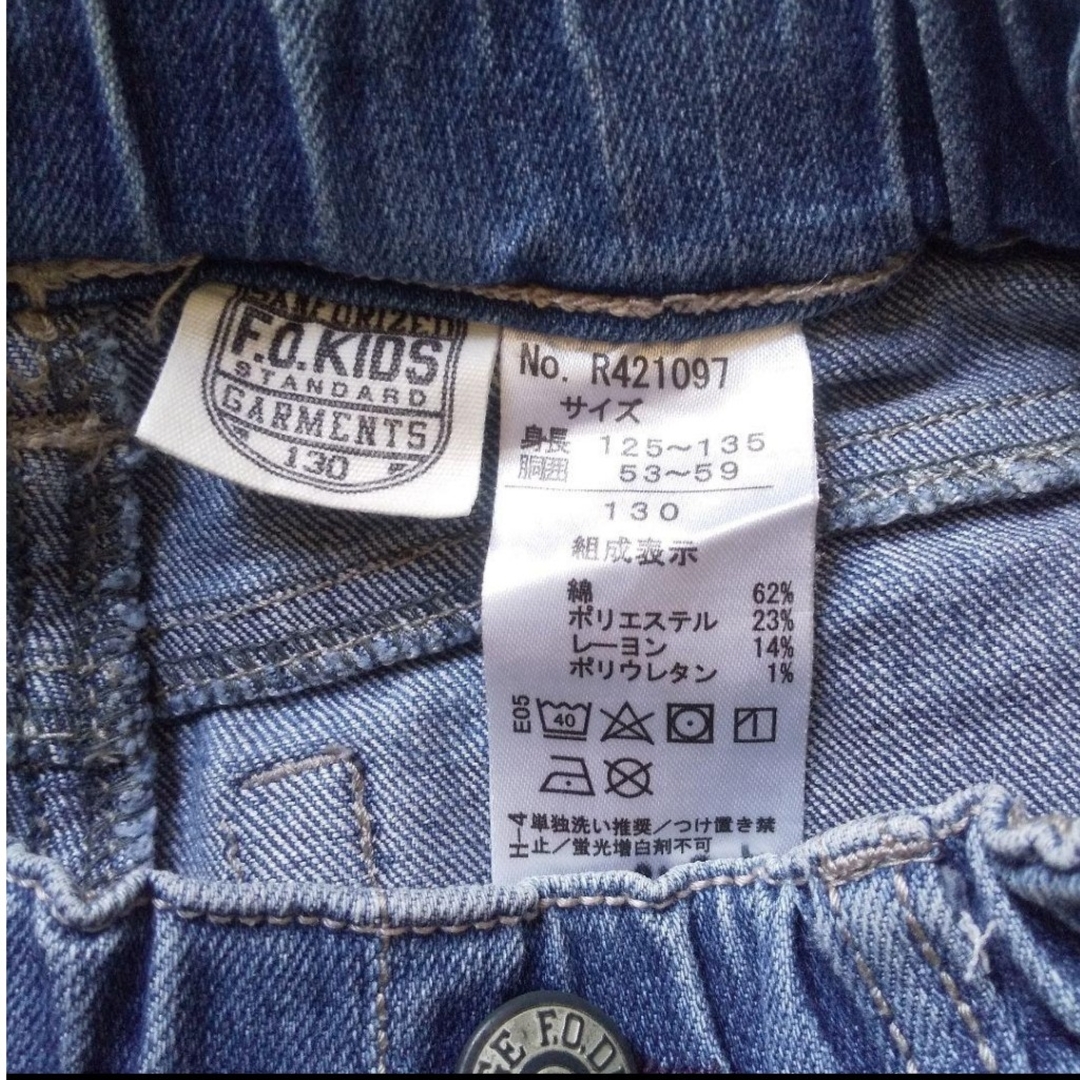 SANFORIZED
F.O.KIDS
STANDARD
GARMENTS
130
No. R421097
サイズ
身長 125～135
胴囲 53～59
130
組成表示
綿 62%
ポリエステル 23%
レーヨン 14%
ポリウレタン 1%
E05
40
H-4
単独洗い推奨／つけ置き禁
止／蛍光増白剤不可
F.O.